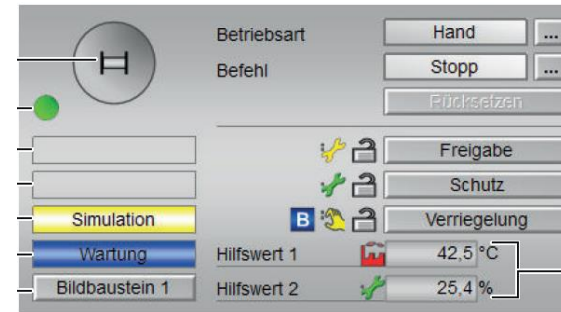 Betriebsart Hand ...
Befehl Stopp ...
Rücksetzen
Freigabe
Schutz
Simulation B Verriegelung
Wartung Hilfswert 1 42,5 °C
Bildbaustein 1 Hilfswert 2 25,4 %